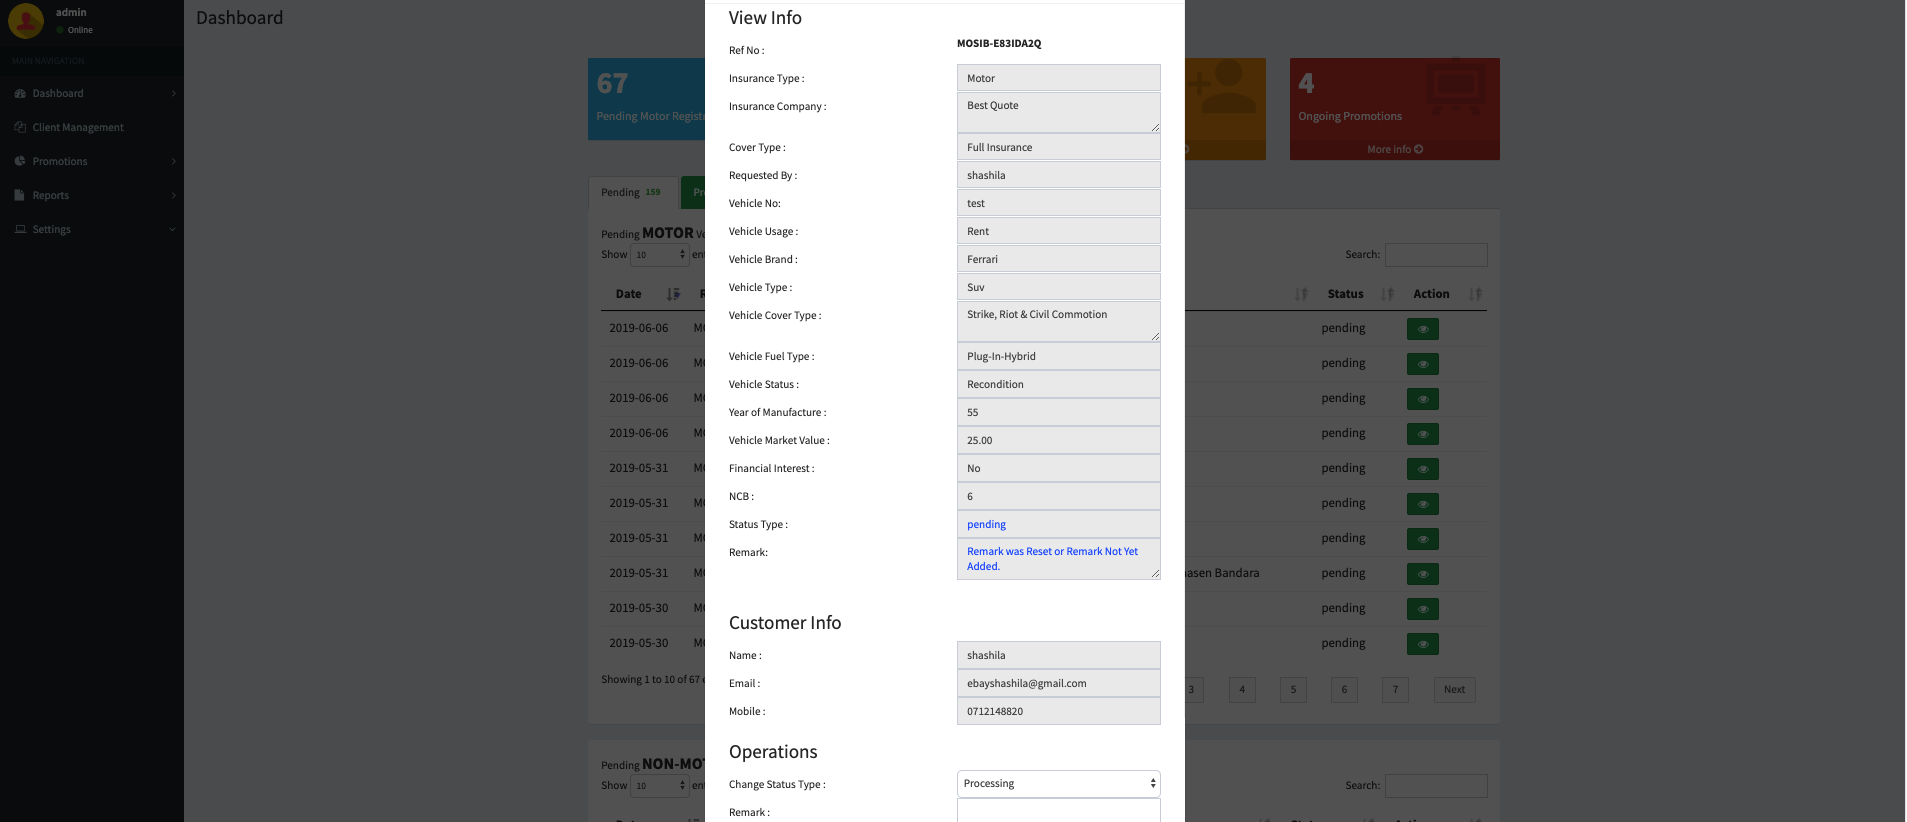 admin
Online
MAIN NAVIGATION
Dashboard
Client Management
Promotions
Reports
Settings
Dashboard
67
Pending Motor
4
Ongoing Promotions
More info
Pending 159
Pending MOTOR
Show 10
Search:
Date
Status Action
2019-06-06 pending
2019-06-06 pending
2019-06-06 pending
2019-06-06 pending
2019-05-31 pending
2019-05-31 pending
2019-05-31 pending
2019-05-31 Bandara pending
2019-05-30 pending
2019-05-30 pending
Showing 1 to 10 of 67
3 4 5 6 7 Next
Pending
Show 10
Search:
View Info
Ref No : MOSIB-E83IDA2Q
Insurance Type : Motor
Insurance Company : Best Quote
Cover Type : Full Insurance
Requested By : shashila
Vehicle No: test
Vehicle Usage : Rent
Vehicle Brand : Ferrari
Vehicle Type : Suv
Vehicle Cover Type : Strike, Riot & Civil Commotion
Vehicle Fuel Type : Plug-In-Hybrid
Vehicle Status : Recondition
Year of Manufacture : 55
Vehicle Market Value : 25.00
Financial Interest : No
NCB : 6
Status Type : pending
Remark: Remark was Reset or Remark Not Yet
Added.
Customer Info
Name : shashila
Email : ebayshashila@gmail.com
Mobile : 0712148820
Operations
Change Status Type : Processing
Remark :